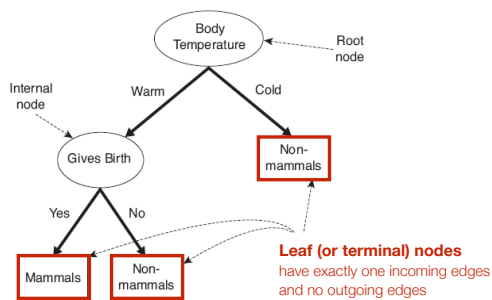 Body
Temperature
Root
node
Internal
node
Warm
Cold
Gives Birth
Non-
mammals
Yes
No
Mammals
Non-
mammals
Leaf (or terminal) nodes
have exactly one incoming edges
and no outgoing edges